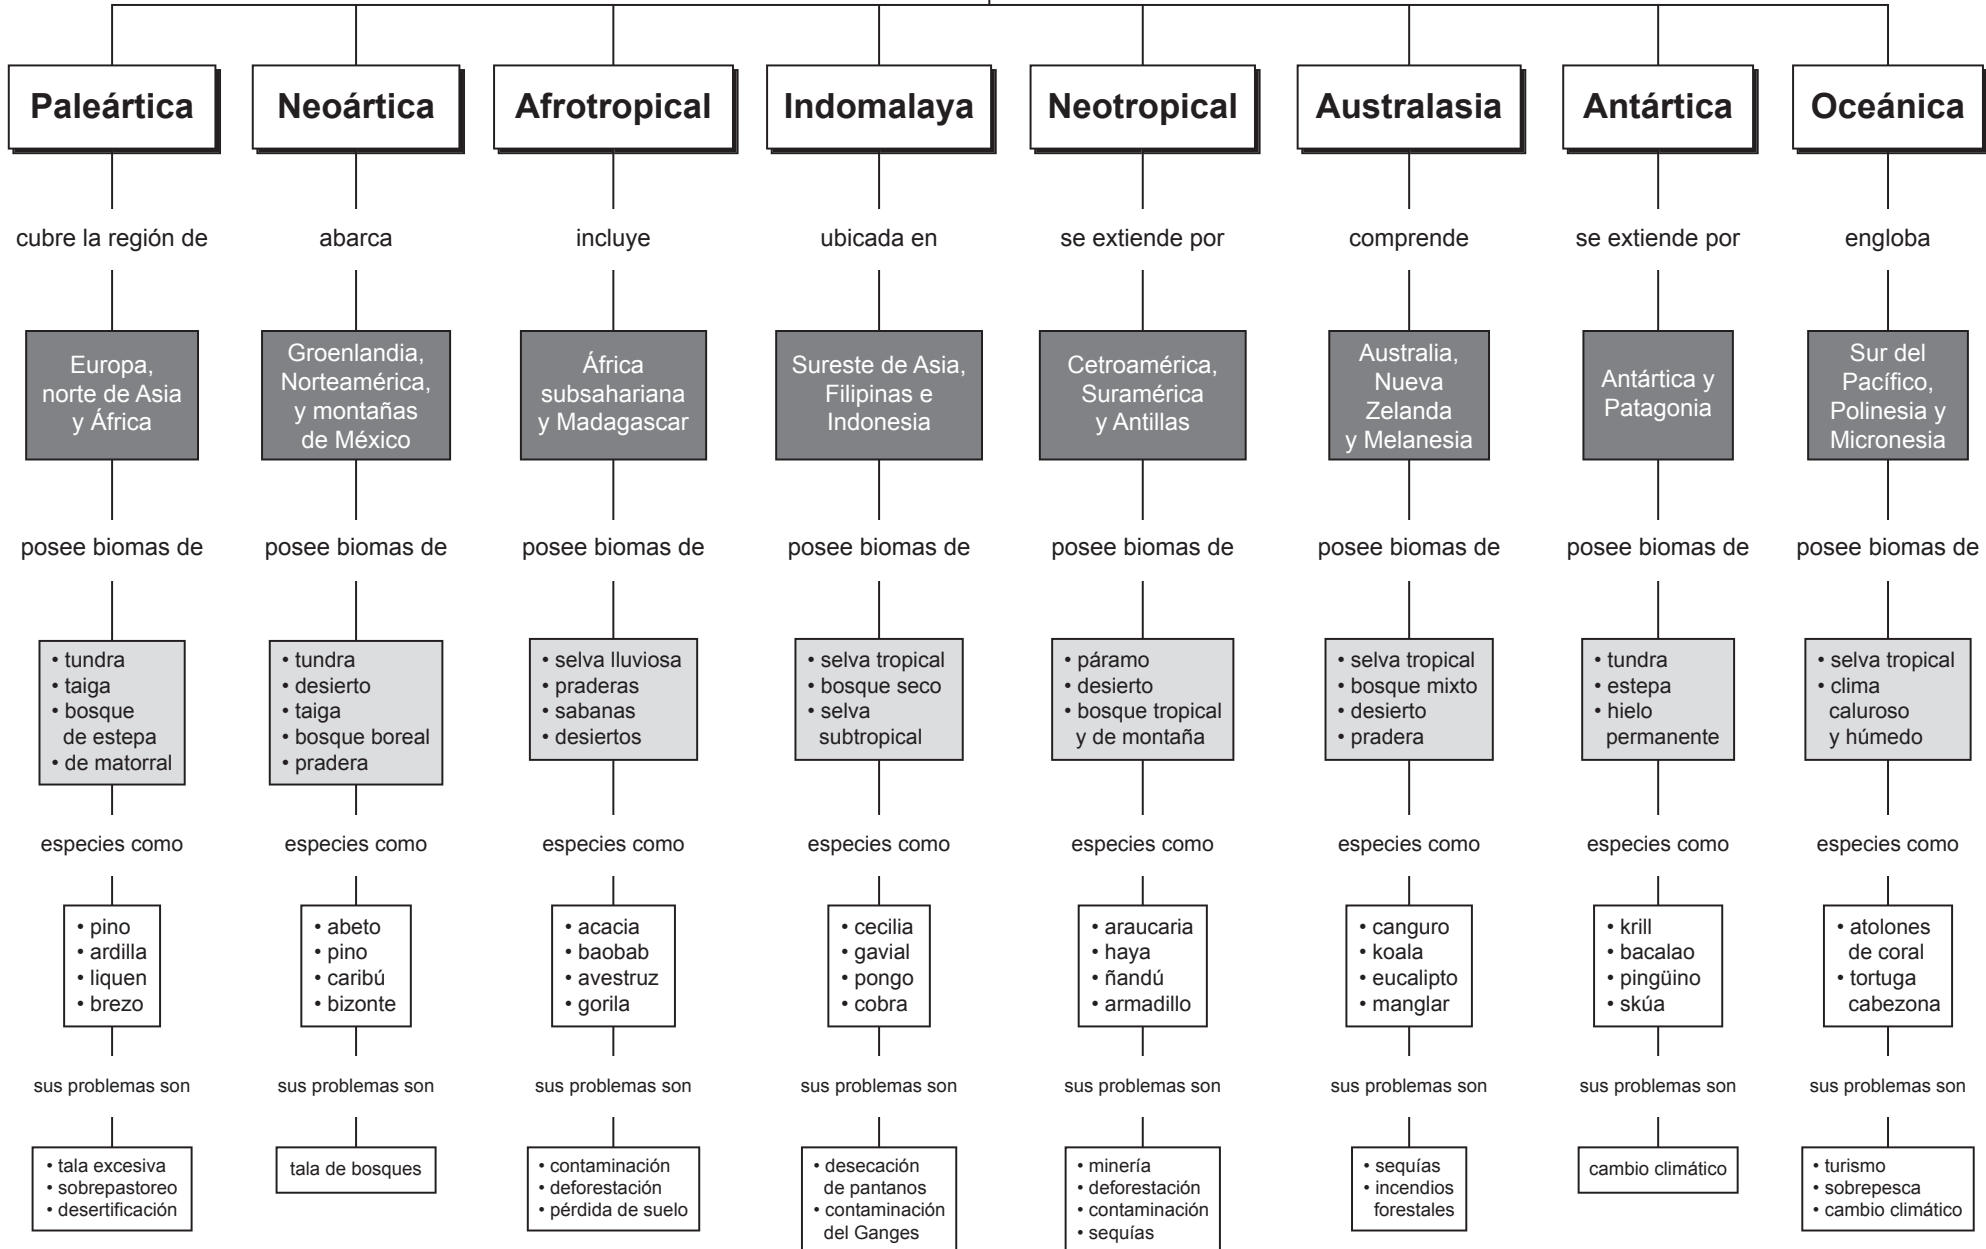 Paleártica
cubre la región de
Europa,
norte de Asia
y África
posee biomas de
• tundra
• taiga
• bosque
de estepa
• de matorral
especies como
• pino
• ardilla
• liquen
• brezo
sus problemas son
• tala excesiva
• sobrepastoreo
• desertificación
Neoártica
abarca
Groenlandia,
Norteamérica,
y montañas
de México
posee biomas de
• tundra
• desierto
• taiga
• bosque boreal
• pradera
especies como
• abeto
• pino
• caribú
• bizonte
sus problemas son
tala de bosques
Afrotropical
incluye
África
subsahariana
y Madagascar
posee biomas de
• selva lluviosa
• praderas
• sabanas
• desiertos
especies como
• acacia
• baobab
• avestruz
• gorila
sus problemas son
• contaminación
• deforestación
• pérdida de suelo
Indomalaya
ubicada en
Sureste de Asia,
Filipinas e
Indonesia
posee biomas de
• selva tropical
• bosque seco
• selva
subtropical
especies como
• cecilia
• gavial
• pongo
• cobra
sus problemas son
• desecación
de pantanos
• contaminación
del Ganges
Neotropical
se extiende por
Cetroamérica,
Suramérica
y Antillas
posee biomas de
• páramo
• desierto
• bosque tropical
y de montaña
especies como
• araucaria
• haya
• ñandú
• armadillo
sus problemas son
• minería
• deforestación
• contaminación
• sequías
Australasia
comprende
Australia,
Nueva
Zelanda
y Melanesia
posee biomas de
• selva tropical
• bosque mixto
• desierto
• pradera
especies como
• canguro
• koala
• eucalipto
• manglar
sus problemas son
• sequías
• incendios
forestales
Antártica
se extiende por
Antártica y
Patagonia
posee biomas de
• tundra
• estepa
• hielo
permanente
especies como
• krill
• bacalao
• pingüino
• skúa
sus problemas son
cambio climático
Oceánica
engloba
Sur del
Pacífico,
Polinesia y
Micronesia
posee biomas de
• selva tropical
• clima
caluroso
y húmedo
especies como
• atolones
de coral
• tortuga
cabezona
sus problemas son
• turismo
• sobrepesca
• cambio climático